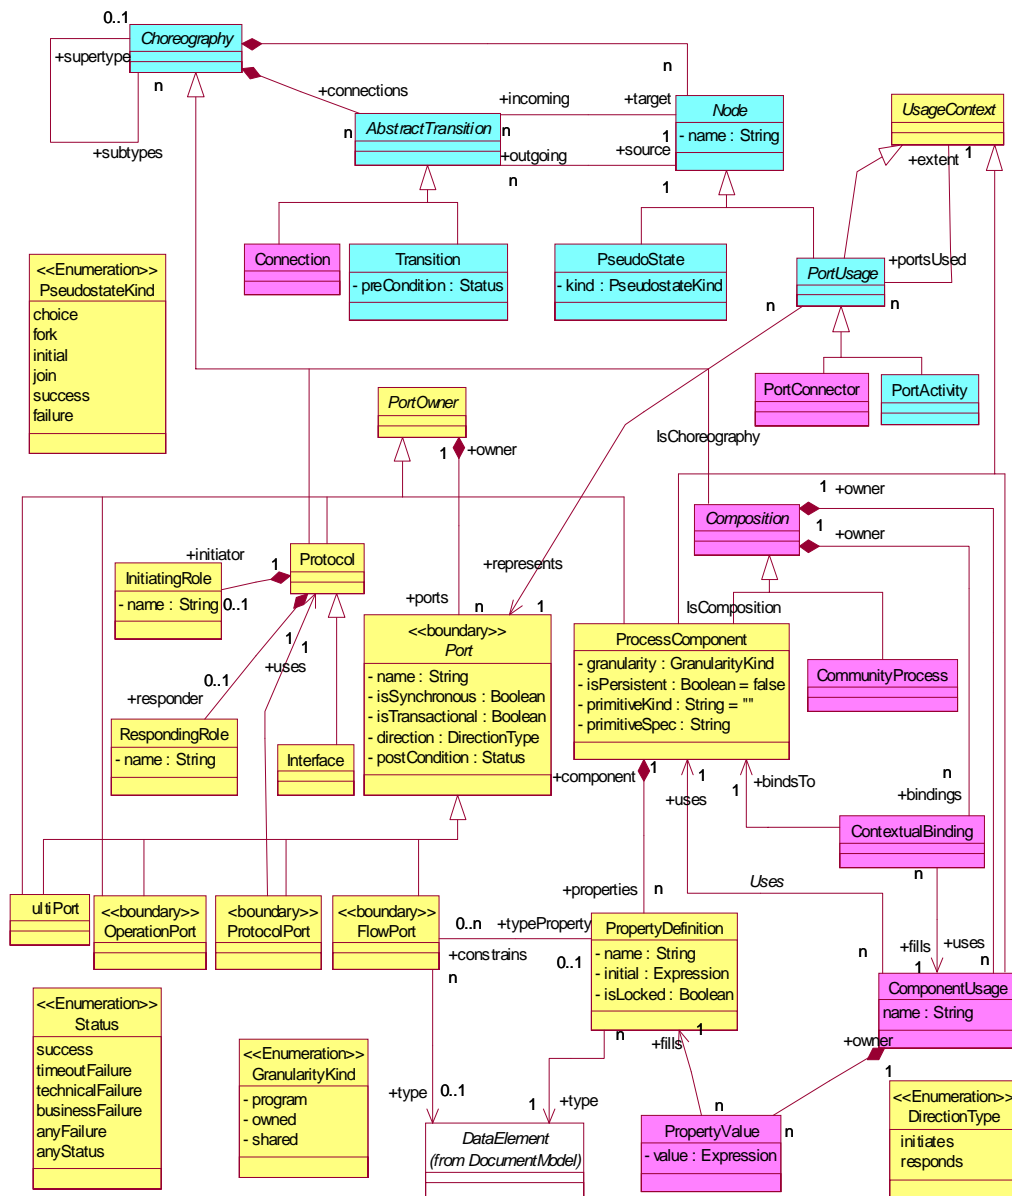 0..1
Choreography
+supertype
n
+subtypes
+connections
n
AbstractTransition
+incoming
n
+outgoing
n
n
+target
1
+source
1
Node
- name : String
UsageContext
+extent
1
+portsUsed
n
Connection
Transition
- preCondition : Status
PseudoState
- kind : PseudostateKind
PortUsage
n
<<Enumeration>>
PseudostateKind
choice
fork
initial
join
success
failure
PortConnector
PortActivity
PortOwner
1
+owner
IsChoreography
Composition
1
+owner
1
+owner
+initiator
1
0..1
InitiatingRole
- name : String
Protocol
+represents
1
+ports
n
IsComposition
1
1
+uses
0..1
+responder
RespondingRole
- name : String
Interface
<<boundary>>
Port
- name : String
- isSynchronous : Boolean
- isTransactional : Boolean
- direction : DirectionType
- postCondition : Status
ProcessComponent
- granularity : GranularityKind
- isPersistent : Boolean = false
- primitiveKind : String = ""
- primitiveSpec : String
CommunityProcess
+component
1
1
+uses
+bindsTo
1
n
+bindings
ContextualBinding
n
Uses
+properties
n
ultiPort
<<boundary>>
OperationPort
<<boundary>>
ProtocolPort
<<boundary>>
FlowPort
0..n
+typeProperty
+constrains
n
0..1
PropertyDefinition
- name : String
- initial : Expression
- isLocked : Boolean
n
+fills
1
+uses
n
n
ComponentUsage
name : String
<<Enumeration>>
Status
success
timeoutFailure
technicalFailure
businessFailure
anyFailure
anyStatus
<<Enumeration>>
GranularityKind
- program
- owned
- shared
n
+fills
1
+owner
1
+type
0..1
1
+type
n
n
DataElement
(from DocumentModel)
PropertyValue
- value : Expression
<<Enumeration>>
DirectionType
initiates
responds